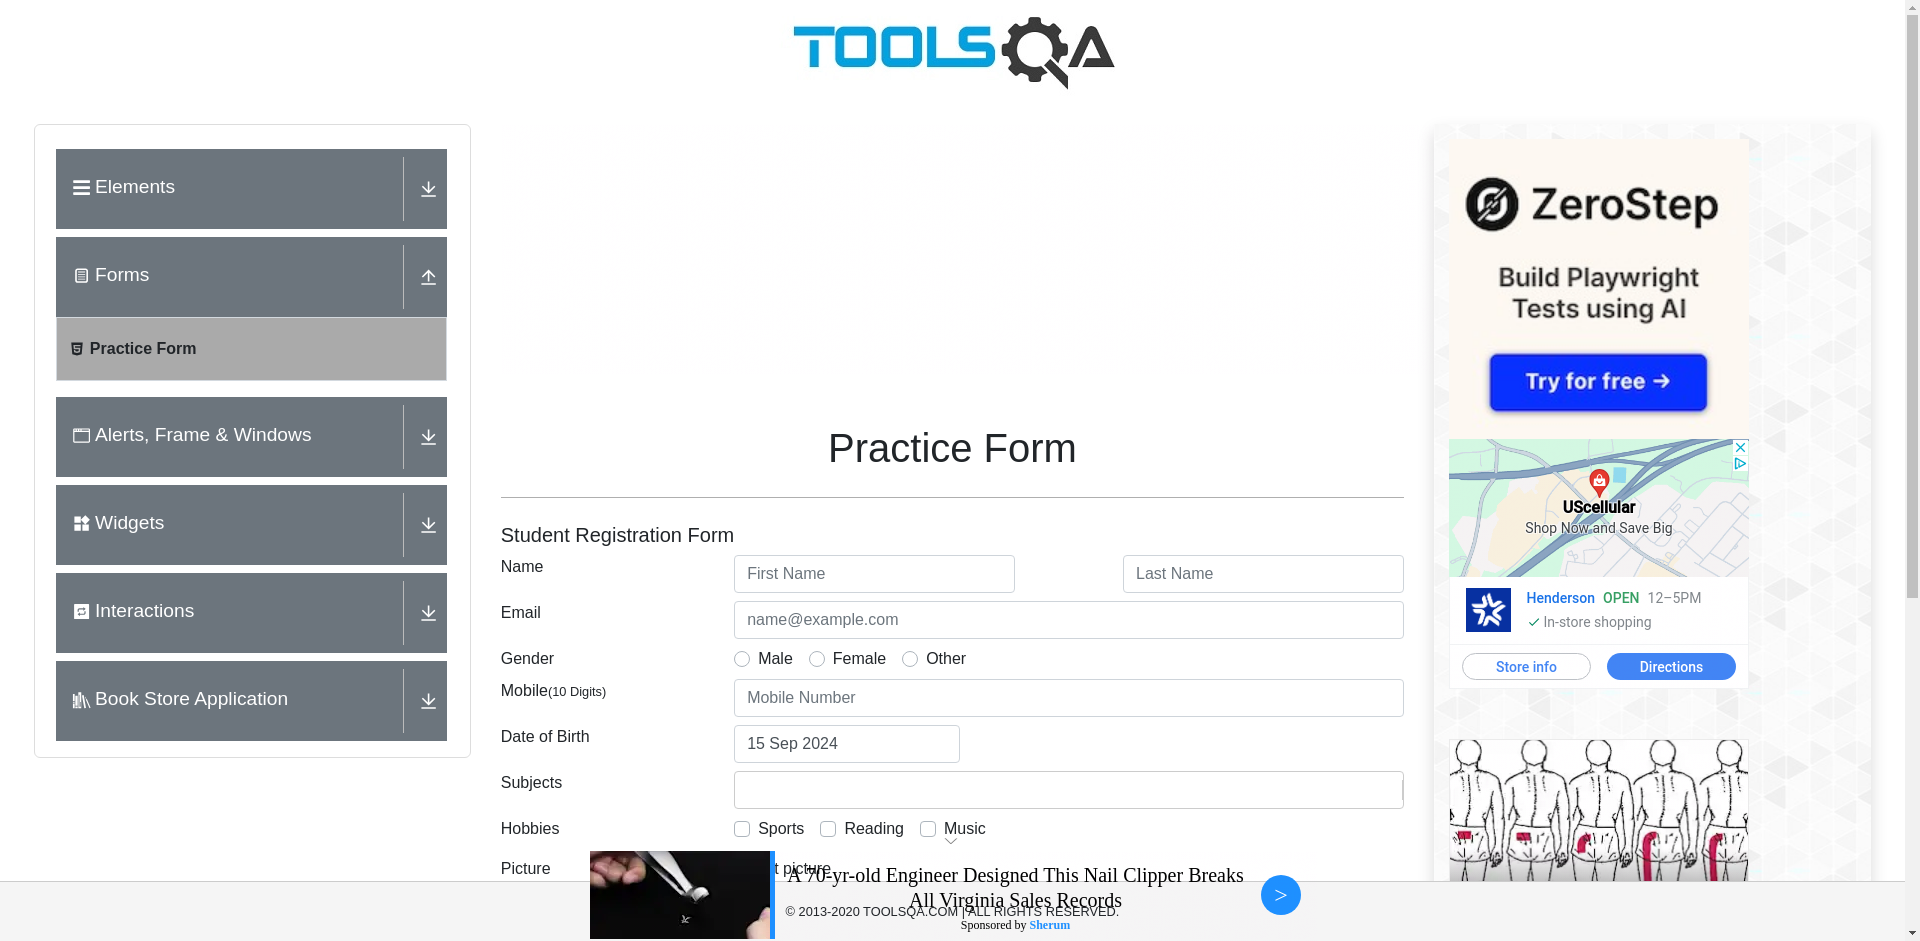 TOOLSQA
Elements
Forms
Practice Form
Alerts, Frame & Windows
Widgets
Interactions
Book Store Application
Practice Form
Student Registration Form
Name
First Name
Last Name
Email
name@example.com
Gender
Male
Female
Other
Mobile(10 Digits)
Mobile Number
Date of Birth
15 Sep 2024
Subjects
Hobbies
Sports
Reading
Music
Picture
t picture
A 70-yr-old Engineer Designed This Nail Clipper Breaks
All Virginia Sales Records
© 2013-2020 TOOLSQA.COM | ALL RIGHTS RESERVED.
Sponsored by Sherum
>
ZeroStep
Build Playwright
Tests using AI
Try for free →
UScellular
Shop Now and Save Big
Henderson OPEN 12–5PM
In-store shopping
Store info
Directions